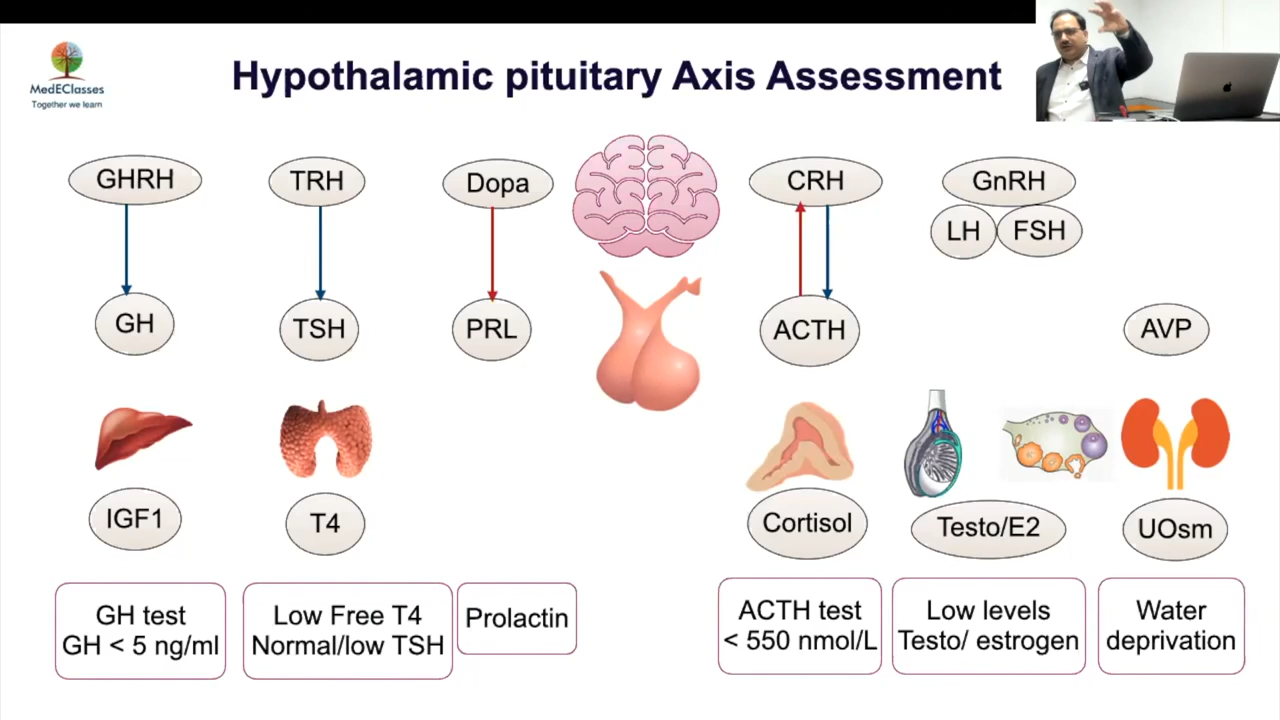 MedEClasses
Together we learn
Hypothalamic pituitary Axis Assessment
GHRH
TRH
Dopa
CRH
GnRH
LH
FSH
GH
TSH
PRL
ACTH
AVP
IGF1
T4
Cortisol
Testo/E2
UOsm
GH test
GH < 5 ng/ml
Low Free T4
Normal/low TSH
Prolactin
ACTH test
< 550 nmol/L
Low levels
Testo/ estrogen
Water
deprivation